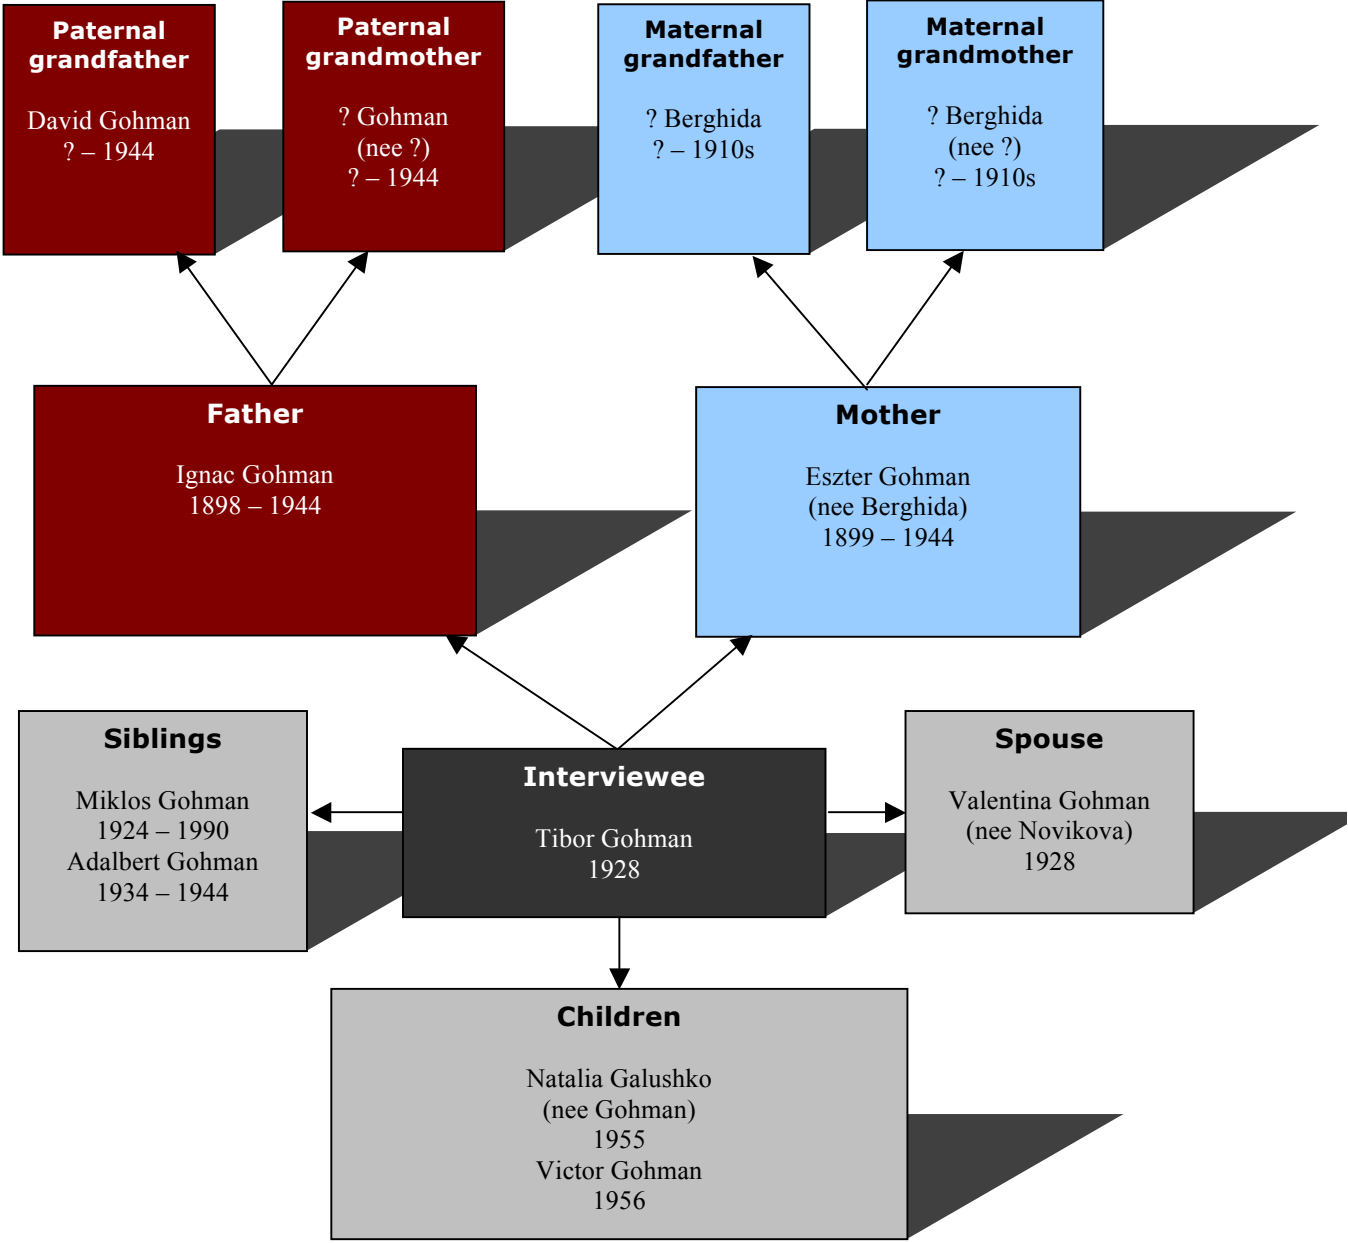 Paternal
grandfather
David Gohman
? – 1944
Paternal
grandmother
? Gohman
(nee ?)
? – 1944
Maternal
grandfather
? Berghida
? – 1910s
Maternal
grandmother
? Berghida
(nee ?)
? – 1910s
Father
Ignac Gohman
1898 – 1944
Mother
Eszter Gohman
(nee Berghida)
1899 – 1944
Siblings
Miklos Gohman
1924 – 1990
Adalbert Gohman
1934 – 1944
Interviewee
Tibor Gohman
1928
Spouse
Valentina Gohman
(nee Novikova)
1928
Children
Natalia Galushko
(nee Gohman)
1955
Victor Gohman
1956